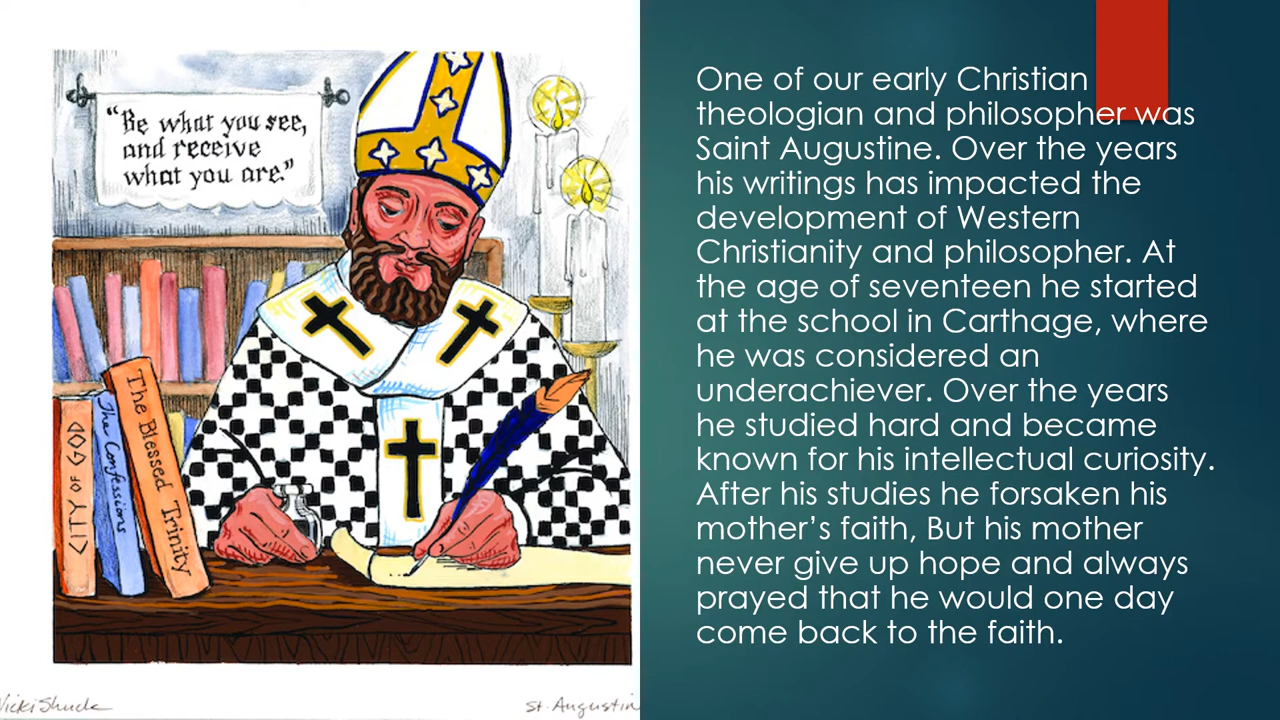 “Be what you see,
and receive
what you are.”
CITY OF GOD
The Confessions
The Blessed Trinity
Vicki Shuck
St. Augustin
One of our early Christian
theologian and philosopher was
Saint Augustine. Over the years
his writings has impacted the
development of Western
Christianity and philosopher. At
the age of seventeen he started
at the school in Carthage, where
he was considered an
underachiever. Over the years
he studied hard and became
known for his intellectual curiosity.
After his studies he forsaken his
mother’s faith, But his mother
never give up hope and always
prayed that he would one day
come back to the faith.